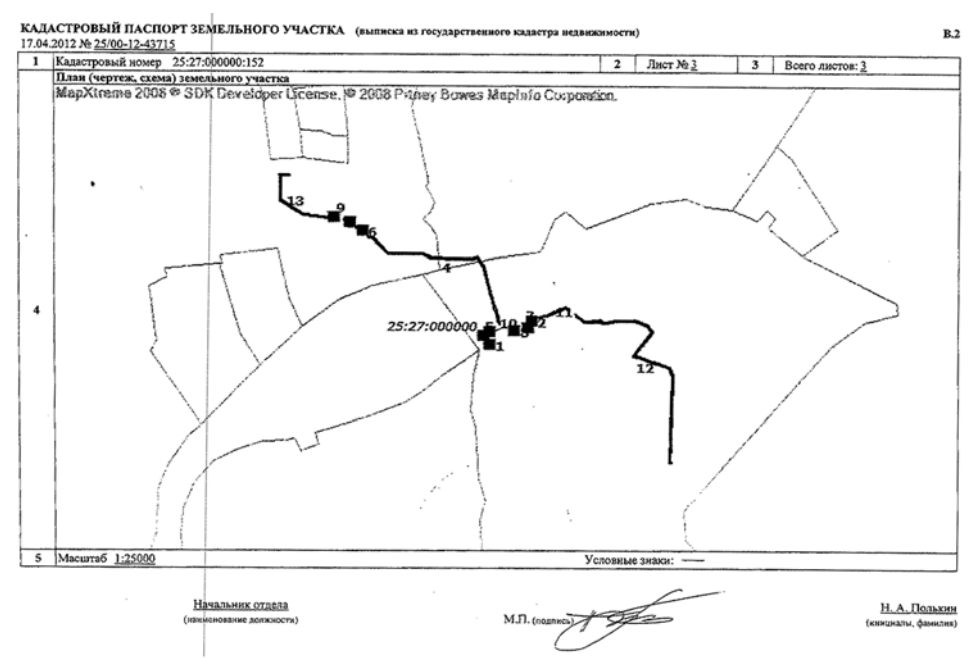 КАДАСТРОВЫЙ ПАСПОРТ ЗЕМЕЛЬНОГО УЧАСТКА (выписка из государственного кадастра недвижимости)
В.2
17.04.2012 № 25/00-12-43715
1 Кадастровый номер 25:27:000000:152 2 Лист № 3 3 Всего листов: 3
План (чертеж, схема) земельного участка
MapXtreme 2008 ® SDK Developer License. © 2008 Pitney Bowes MapInfo Corporation.
13
9
6
4
4
25:27:000000
10
2
11
1
12
5 Масштаб 1:25000 Условные знаки:
Начальник отдела
(наименование должности)
М.П. (подпись)
Н. А. Полькин
(инициалы, фамилия)